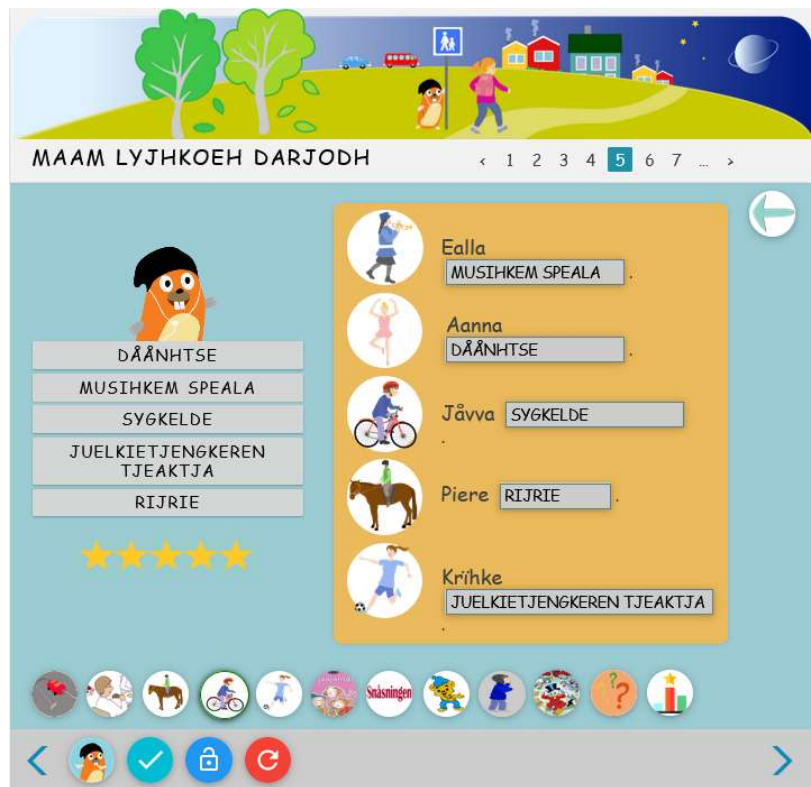 MAAM LYJHKOEH DARJODH
‹ 1 2 3 4 5 6 7 ... ›
DÅÅNHTSE
MUSIHKEM SPEALA
SYGKELDE
JUELKIETJENGKEREN
TJEAKTJA
RIJRIE
Ealla
MUSIHKEM SPEALA .
Aanna
DÅÅNHTSE .
Jåvva SYGKELDE
.
Piere RIJRIE .
Krïhke
JUELKIETJENGKEREN TJEAKTJA
.
Snåsningen
? ?